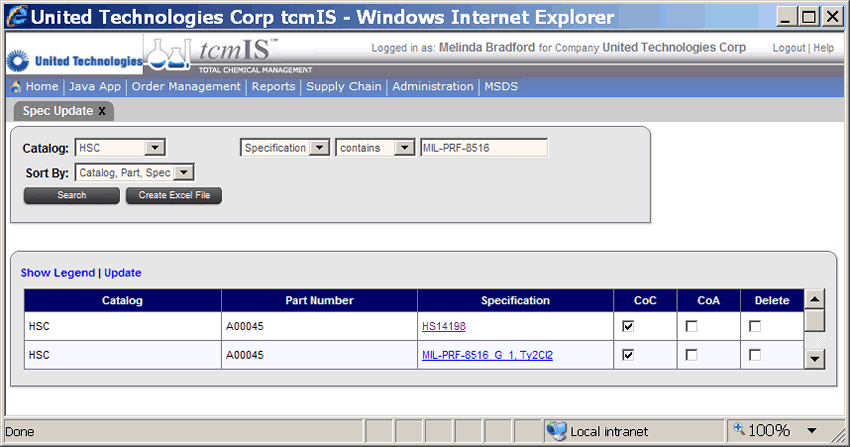 United Technologies Corp tcmIS - Windows Internet Explorer
United Technologies tcmIS™ Logged in as: Melinda Bradford for Company United Technologies Corp Logout | Help
TOTAL CHEMICAL MANAGEMENT
Home | Java App | Order Management | Reports | Supply Chain | Administration | MSDS
Spec Update x
Catalog: HSC Specification contains MIL-PRF-8516
Sort By: Catalog, Part, Spec
Search Create Excel File
Show Legend | Update
Catalog Part Number Specification CoC CoA Delete
HSC A00045 HS14198
HSC A00045 MIL-PRF-8516_G_1, Ty2Cl2
Done Local intranet 100%